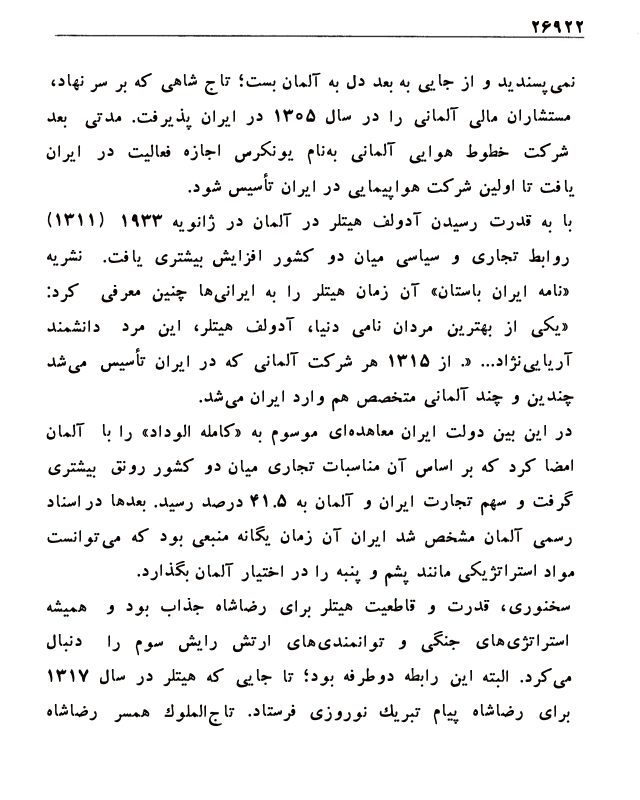 ۲۶۹۲۲
نمی‌پسندید و از جایی به بعد دل به آلمان بست؛ تاج شاهی که بر سر نهاد،
مستشاران مالی آلمانی را در سال ۱۳۰۵ در ایران پذیرفت. مدتی بعد
شرکت خطوط هوایی آلمانی به‌نام یونکرس اجازه فعالیت در ایران
یافت تا اولین شرکت هواپیمایی در ایران تأسیس شود.
با به قدرت رسیدن آدولف هیتلر در آلمان در ژانویه ۱۹۳۳ (۱۳۱۱)
روابط تجاری و سیاسی میان دو کشور افزایش بیشتری یافت. نشریه
«نامه ایران باستان» آن زمان هیتلر را به ایرانی‌ها چنین معرفی کرد:
«یکی از بهترین مردان نامی دنیا، آدولف هیتلر، این مرد دانشمند
آریایی‌نژاد... «. از ۱۳۱۵ هر شرکت آلمانی که در ایران تأسیس می‌شد
چندین و چند آلمانی متخصص هم وارد ایران می‌شد.
در این بین دولت ایران معاهده‌ای موسوم به «کامله الوداد» را با آلمان
امضا کرد که بر اساس آن مناسبات تجاری میان دو کشور رونق بیشتری
گرفت و سهم تجارت ایران و آلمان به ۴۱.۵ درصد رسید. بعدها در اسناد
رسمی آلمان مشخص شد ایران آن زمان یگانه منبعی بود که می‌توانست
مواد استراتژیکی مانند پشم و پنبه را در اختیار آلمان بگذارد.
سخنوری، قدرت و قاطعیت هیتلر برای رضاشاه جذاب بود و همیشه
استراتژی‌های جنگی و توانمندی‌های ارتش رایش سوم را دنبال
می‌کرد. البته این رابطه دوطرفه بود؛ تا جایی که هیتلر در سال ۱۳۱۷
برای رضاشاه پیام تبریك نوروزی فرستاد. تاج‌الملوك همسر رضاشاه